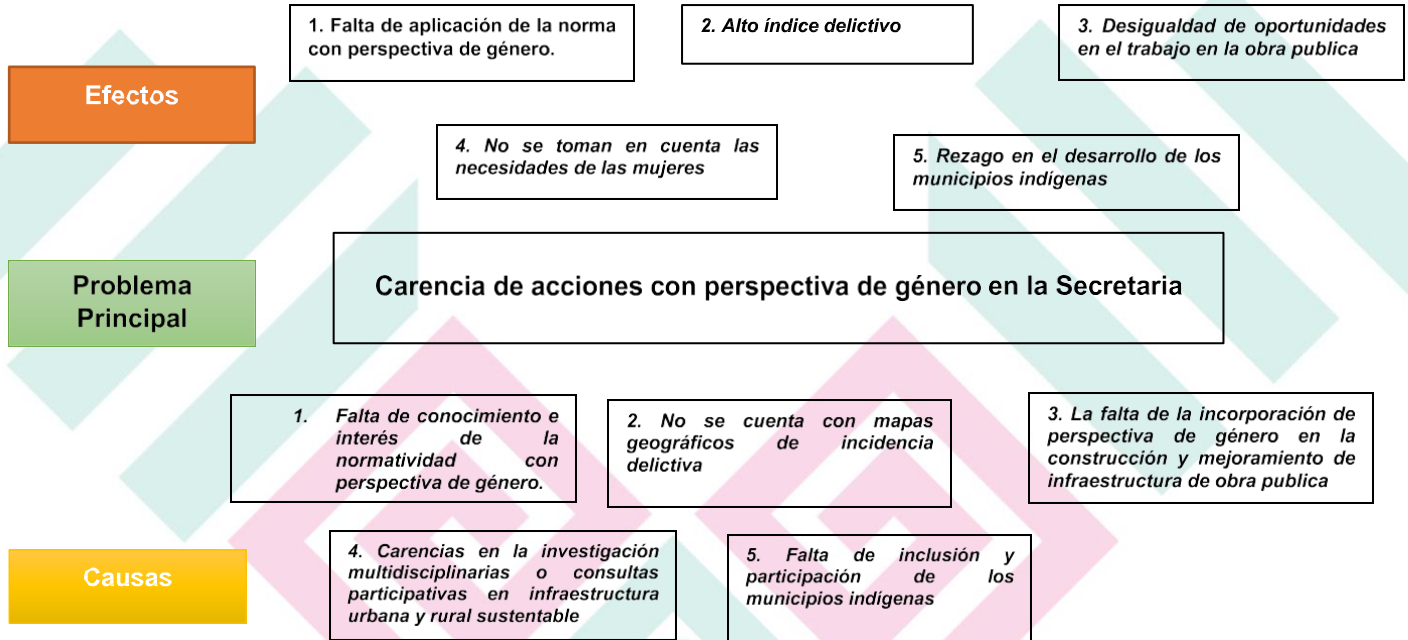 1. Falta de aplicación de la norma
con perspectiva de género.
2. Alto índice delictivo
3. Desigualdad de oportunidades
en el trabajo en la obra publica
Efectos
4. No se toman en cuenta las
necesidades de las mujeres
5. Rezago en el desarrollo de los
municipios indígenas
Problema
Principal
Carencia de acciones con perspectiva de género en la Secretaria
1. Falta de conocimiento e
interés de la
normatividad con
perspectiva de género.
2. No se cuenta con mapas
geográficos de incidencia
delictiva
3. La falta de la incorporación de
perspectiva de género en la
construcción y mejoramiento de
infraestructura de obra publica
Causas
4. Carencias en la investigación
multidisciplinarias o consultas
participativas en infraestructura
urbana y rural sustentable
5. Falta de inclusión y
participación de los
municipios indígenas